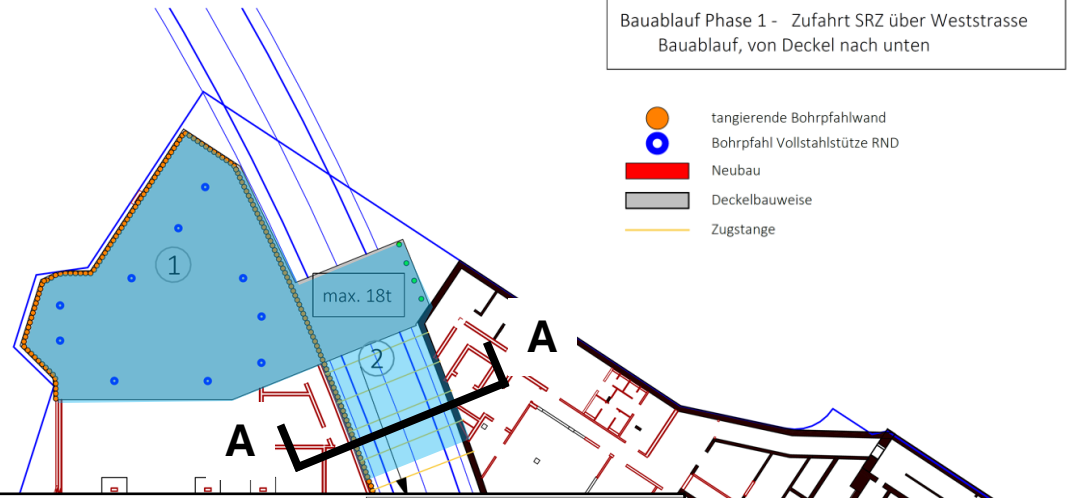 Bauablauf Phase 1 - Zufahrt SRZ über Weststrasse
Bauablauf, von Deckel nach unten
tangierende Bohrpfahlwand
Bohrpfahl Vollstahlstütze RND
Neubau
Deckelbauweise
Zugstange
1
max. 18t
2
A
A